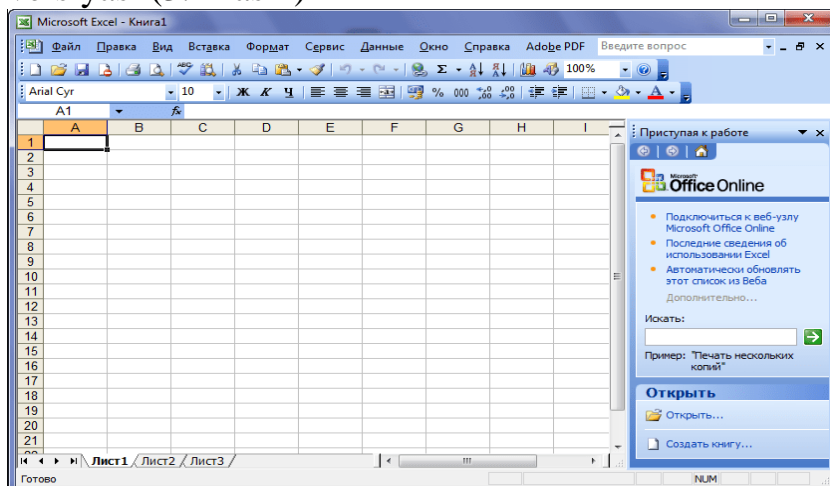 Microsoft Excel - Книга1
Файл Правка Вид Вставка Формат Сервис Данные Окно Справка Adobe PDF Введите вопрос
100%
Arial Cyr 10 Ж К Ч % 000
A1 fx
A B C D E F G H I
1
2
3
4
5
6
7
8
9
10
11
12
13
14
15
16
17
18
19
20
21
Приступая к работе
Microsoft
Office Online
Подключиться к веб-узлу
Microsoft Office Online
Последние сведения об
использовании Excel
Автоматически обновлять
этот список из Веба
Дополнительно...
Искать:
Пример: "Печать нескольких
копий"
Открыть
Открыть...
Создать книгу...
Лист1 Лист2 Лист3
Готово NUM